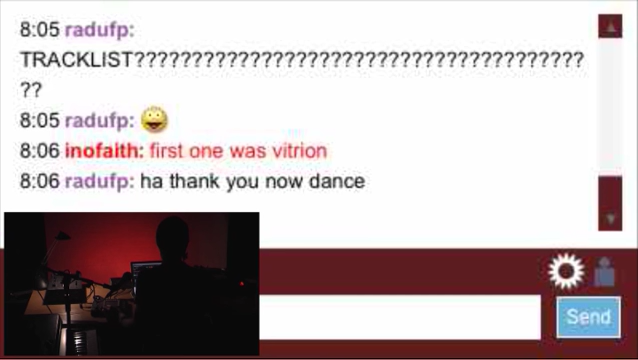 8:05 radufp:
TRACKLIST????????????????????????????????????????
??
8:05 radufp:
8:06 inofaith: first one was vitrion
8:06 radufp: ha thank you now dance
Send